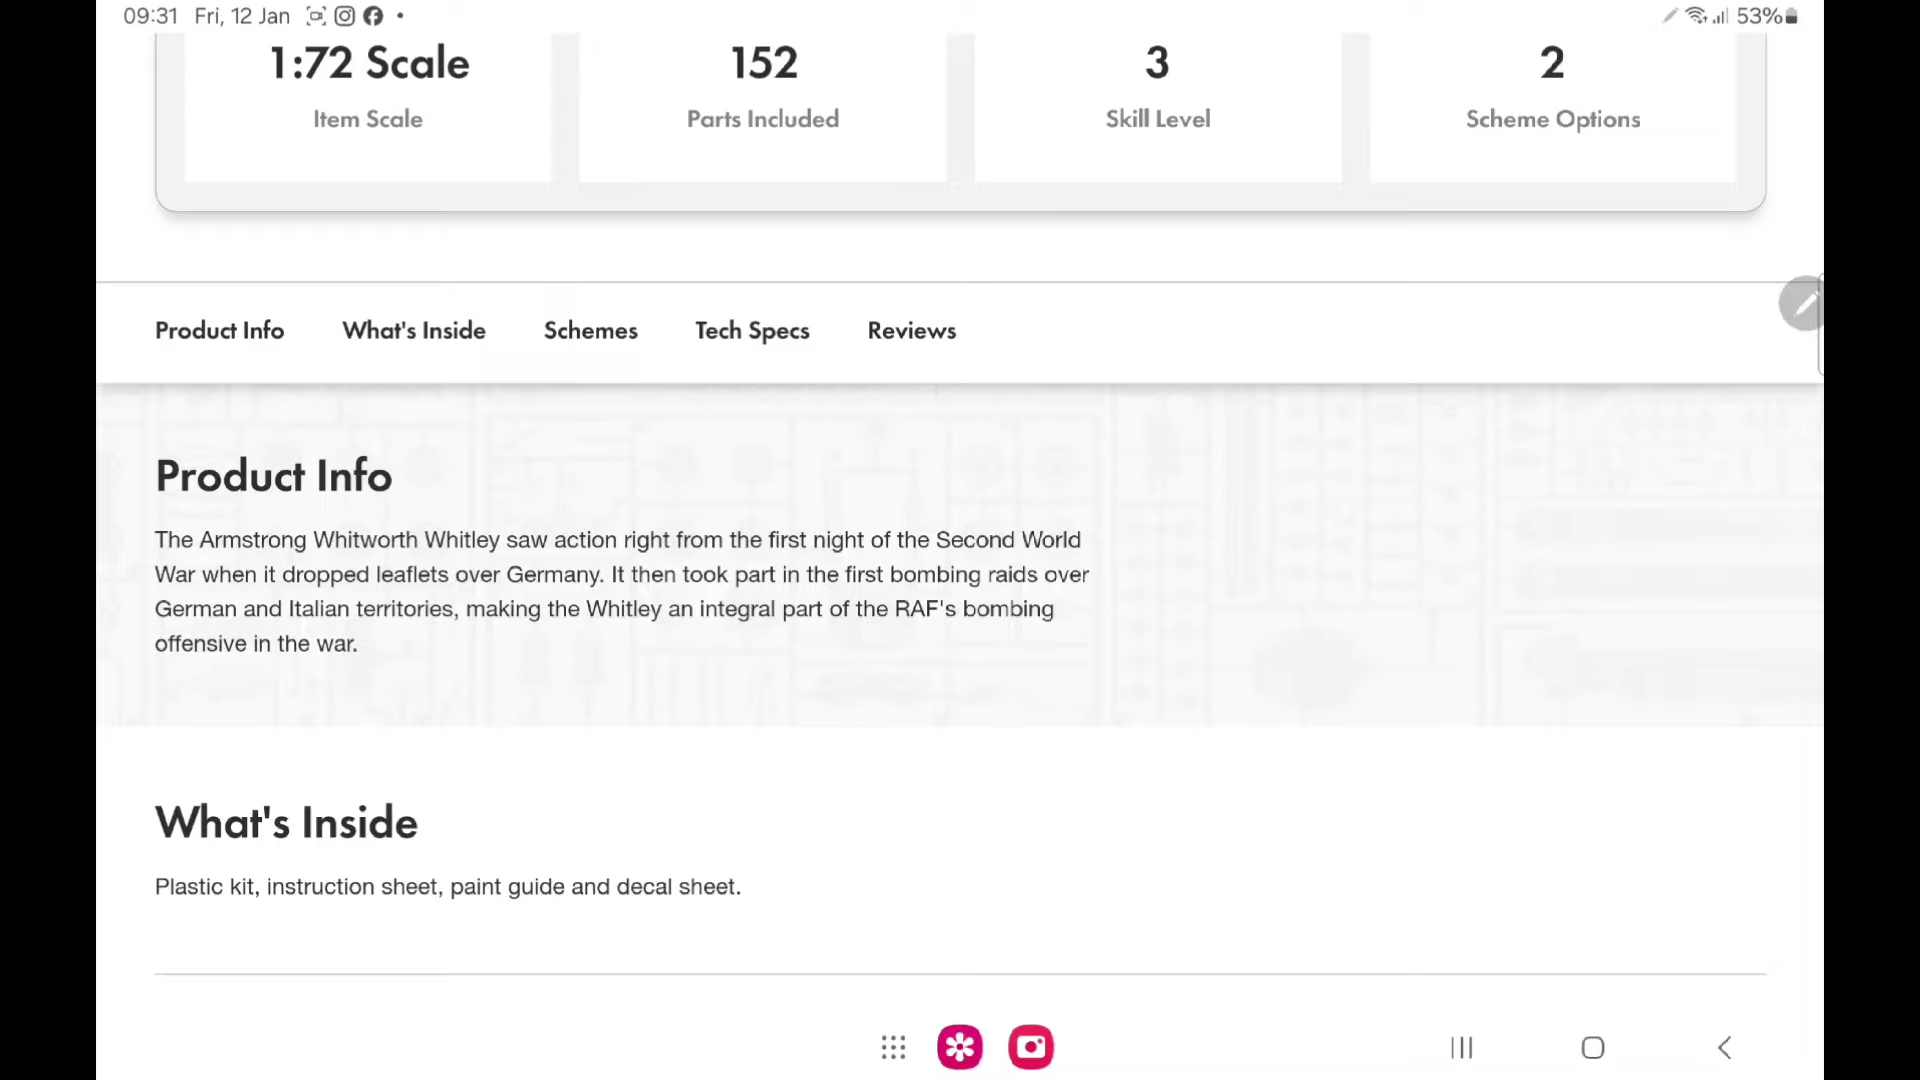 09:31 Fri, 12 Jan 53%
1:72 Scale 152 3 2
Item Scale Parts Included Skill Level Scheme Options
Product Info What's Inside Schemes Tech Specs Reviews
Product Info
The Armstrong Whitworth Whitley saw action right from the first night of the Second World
War when it dropped leaflets over Germany. It then took part in the first bombing raids over
German and Italian territories, making the Whitley an integral part of the RAF's bombing
offensive in the war.
What's Inside
Plastic kit, instruction sheet, paint guide and decal sheet.